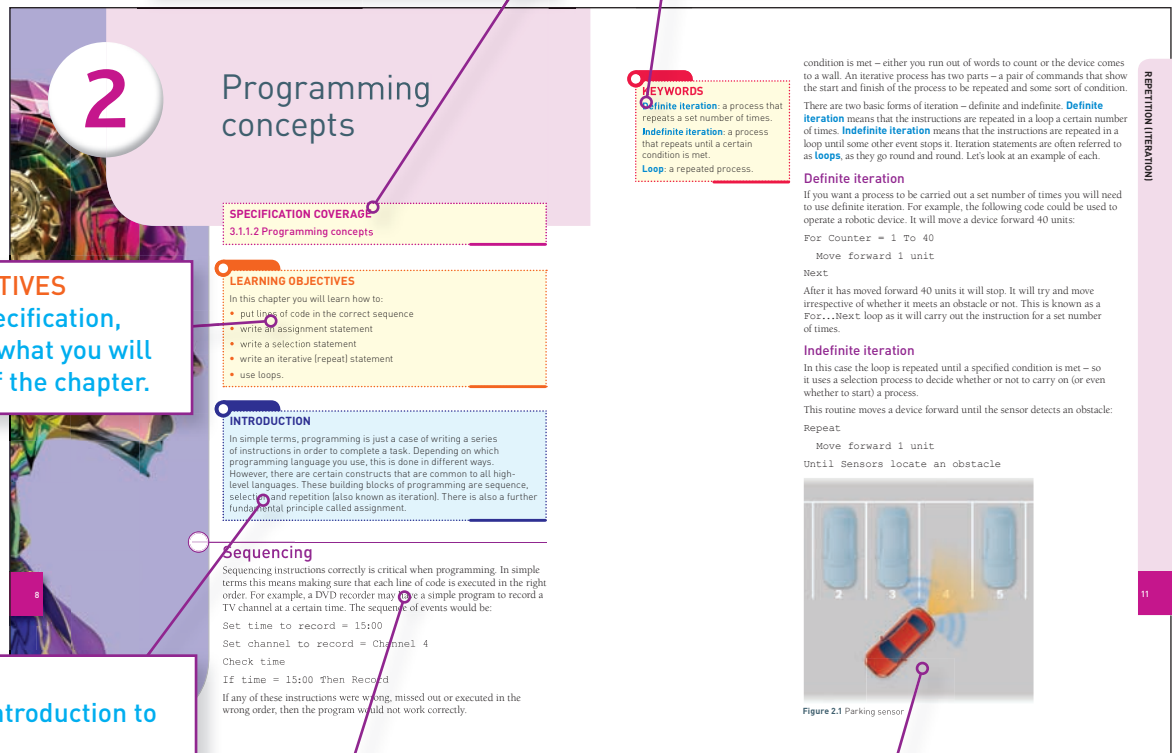 2
Programming
concepts
SPECIFICATION COVERAGE
3.1.1.2 Programming concepts
TIVES
ecification,
what you will
f the chapter.
LEARNING OBJECTIVES
In this chapter you will learn how to:
• put lines of code in the correct sequence
• write an assignment statement
• write a selection statement
• write an iterative (repeat) statement
• use loops.
INTRODUCTION
In simple terms, programming is just a case of writing a series
of instructions in order to complete a task. Depending on which
programming language you use, this is done in different ways.
However, there are certain constructs that are common to all high-
level languages. These building blocks of programming are sequence,
selection and repetition (also known as iteration). There is also a further
fundamental principle called assignment.
Sequencing
Sequencing instructions correctly is critical when programming. In simple
terms this means making sure that each line of code is executed in the right
order. For example, a DVD recorder may have a simple program to record a
TV channel at a certain time. The sequence of events would be:
Set time to record = 15:00
Set channel to record = Channel 4
Check time
If time = 15:00 Then Record
If any of these instructions were wrong, missed out or executed in the
wrong order, then the program would not work correctly.
8
ntroduction to
KEYWORDS
Definite iteration: a process that
repeats a set number of times.
Indefinite iteration: a process
that repeats until a certain
condition is met.
Loop: a repeated process.
condition is met – either you run out of words to count or the device comes
to a wall. An iterative process has two parts – a pair of commands that show
the start and finish of the process to be repeated and some sort of condition.
There are two basic forms of iteration – definite and indefinite. Definite
iteration means that the instructions are repeated in a loop a certain number
of times. Indefinite iteration means that the instructions are repeated in a
loop until some other event stops it. Iteration statements are often referred to
as loops, as they go round and round. Let's look at an example of each.
Definite iteration
If you want a process to be carried out a set number of times you will need
to use definite iteration. For example, the following code could be used to
operate a robotic device. It will move a device forward 40 units:
For Counter = 1 To 40
Move forward 1 unit
Next
After it has moved forward 40 units it will stop. It will try and move
irrespective of whether it meets an obstacle or not. This is known as a
For...Next loop as it will carry out the instruction for a set number
of times.
Indefinite iteration
In this case the loop is repeated until a specified condition is met – so
it uses a selection process to decide whether or not to carry on (or even
whether to start) a process.
This routine moves a device forward until the sensor detects an obstacle:
Repeat
Move forward 1 unit
Until Sensors locate an obstacle
2 3 4 5
Figure 2.1 Parking sensor
REPETITION (ITERATION)
11